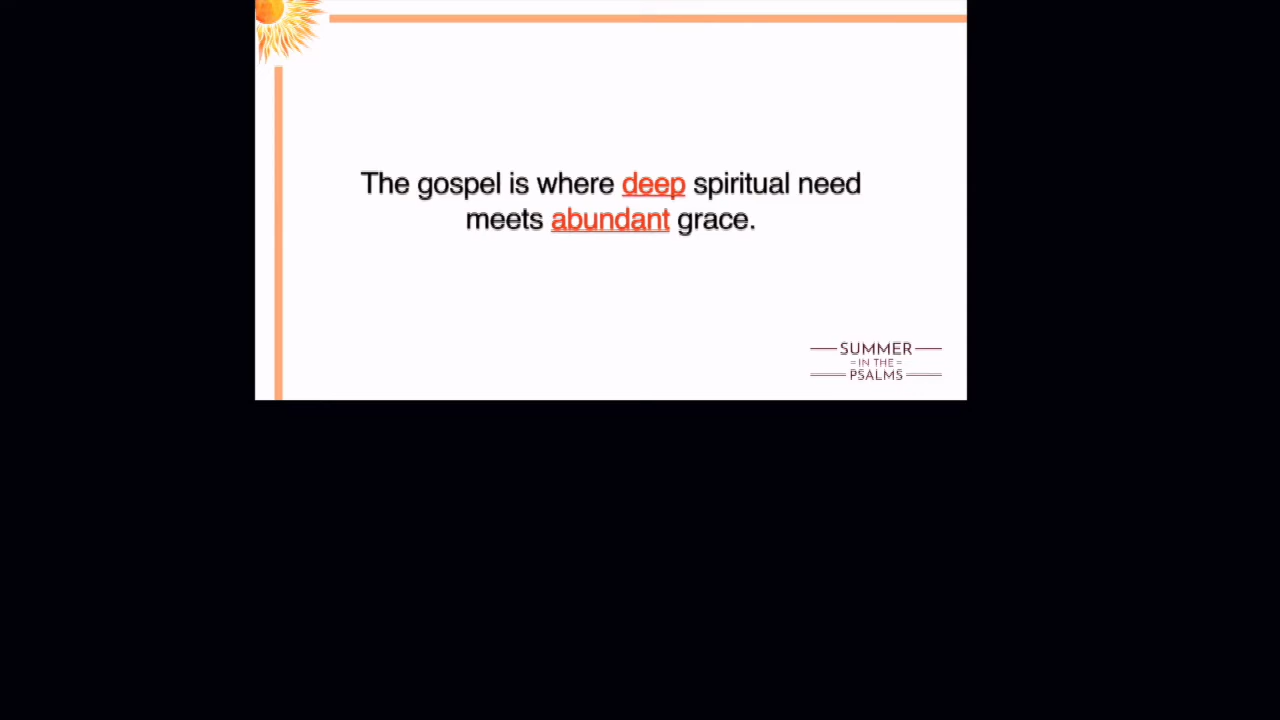 The gospel is where deep spiritual need
meets abundant grace.
SUMMER
IN THE
PSALMS